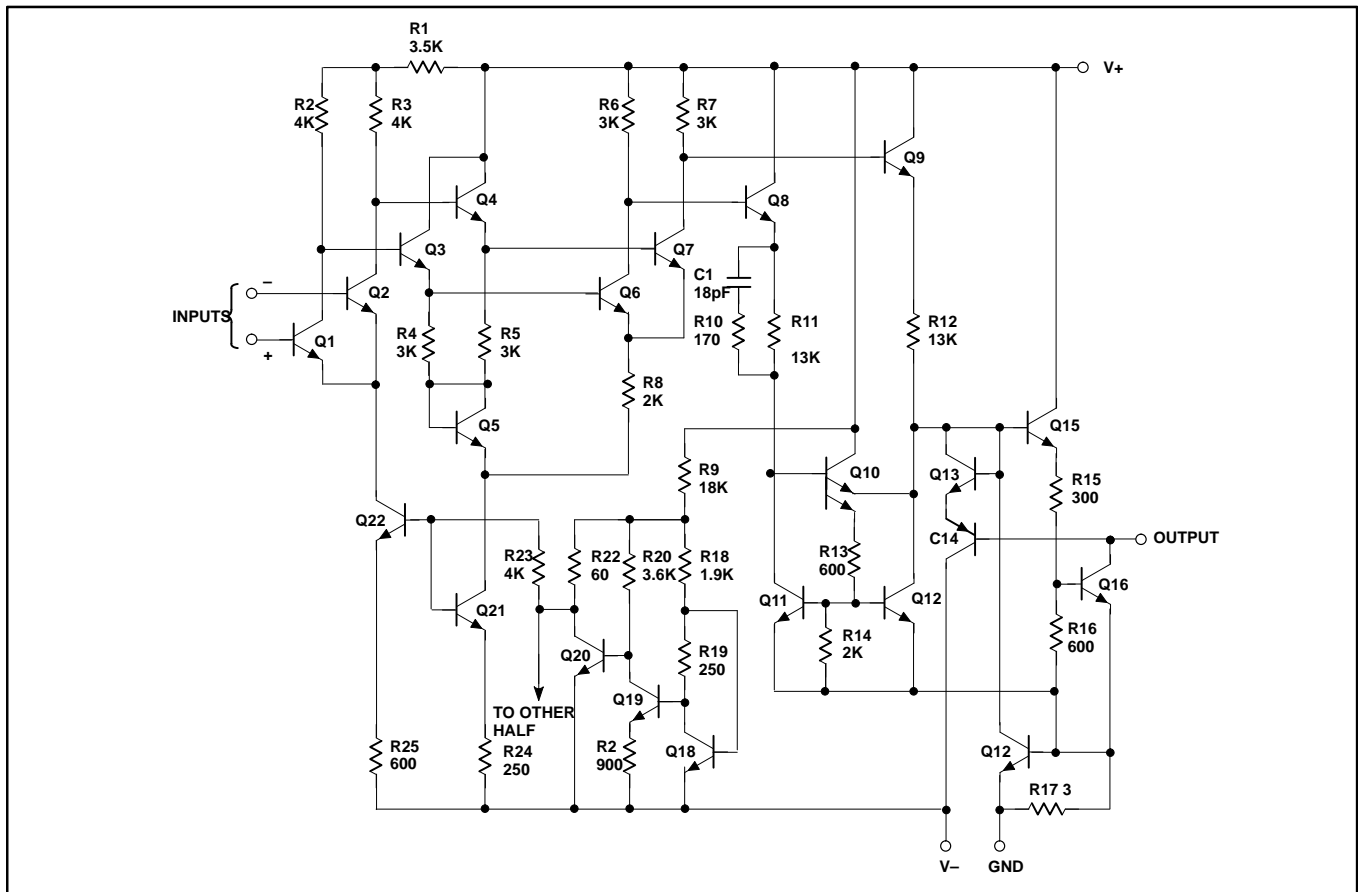 R1
3.5K
V+
R2
4K
R3
4K
R6
3K
R7
3K
Q9
Q4
Q8
Q3
Q7
C1
18pF
INPUTS
–
+
Q2
Q1
Q6
R4
3K
R5
3K
R10
170
R11
13K
R12
13K
R8
2K
Q5
Q15
R9
18K
Q10
Q13
R15
300
Q22
C14
OUTPUT
R23
4K
R22
60
R20
3.6K
R18
1.9K
R13
600
Q16
Q21
Q11
Q12
R14
2K
R16
600
Q20
R19
250
TO OTHER
HALF
Q19
R25
600
R24
250
R2
900
Q18
Q12
R17 3
V–
GND